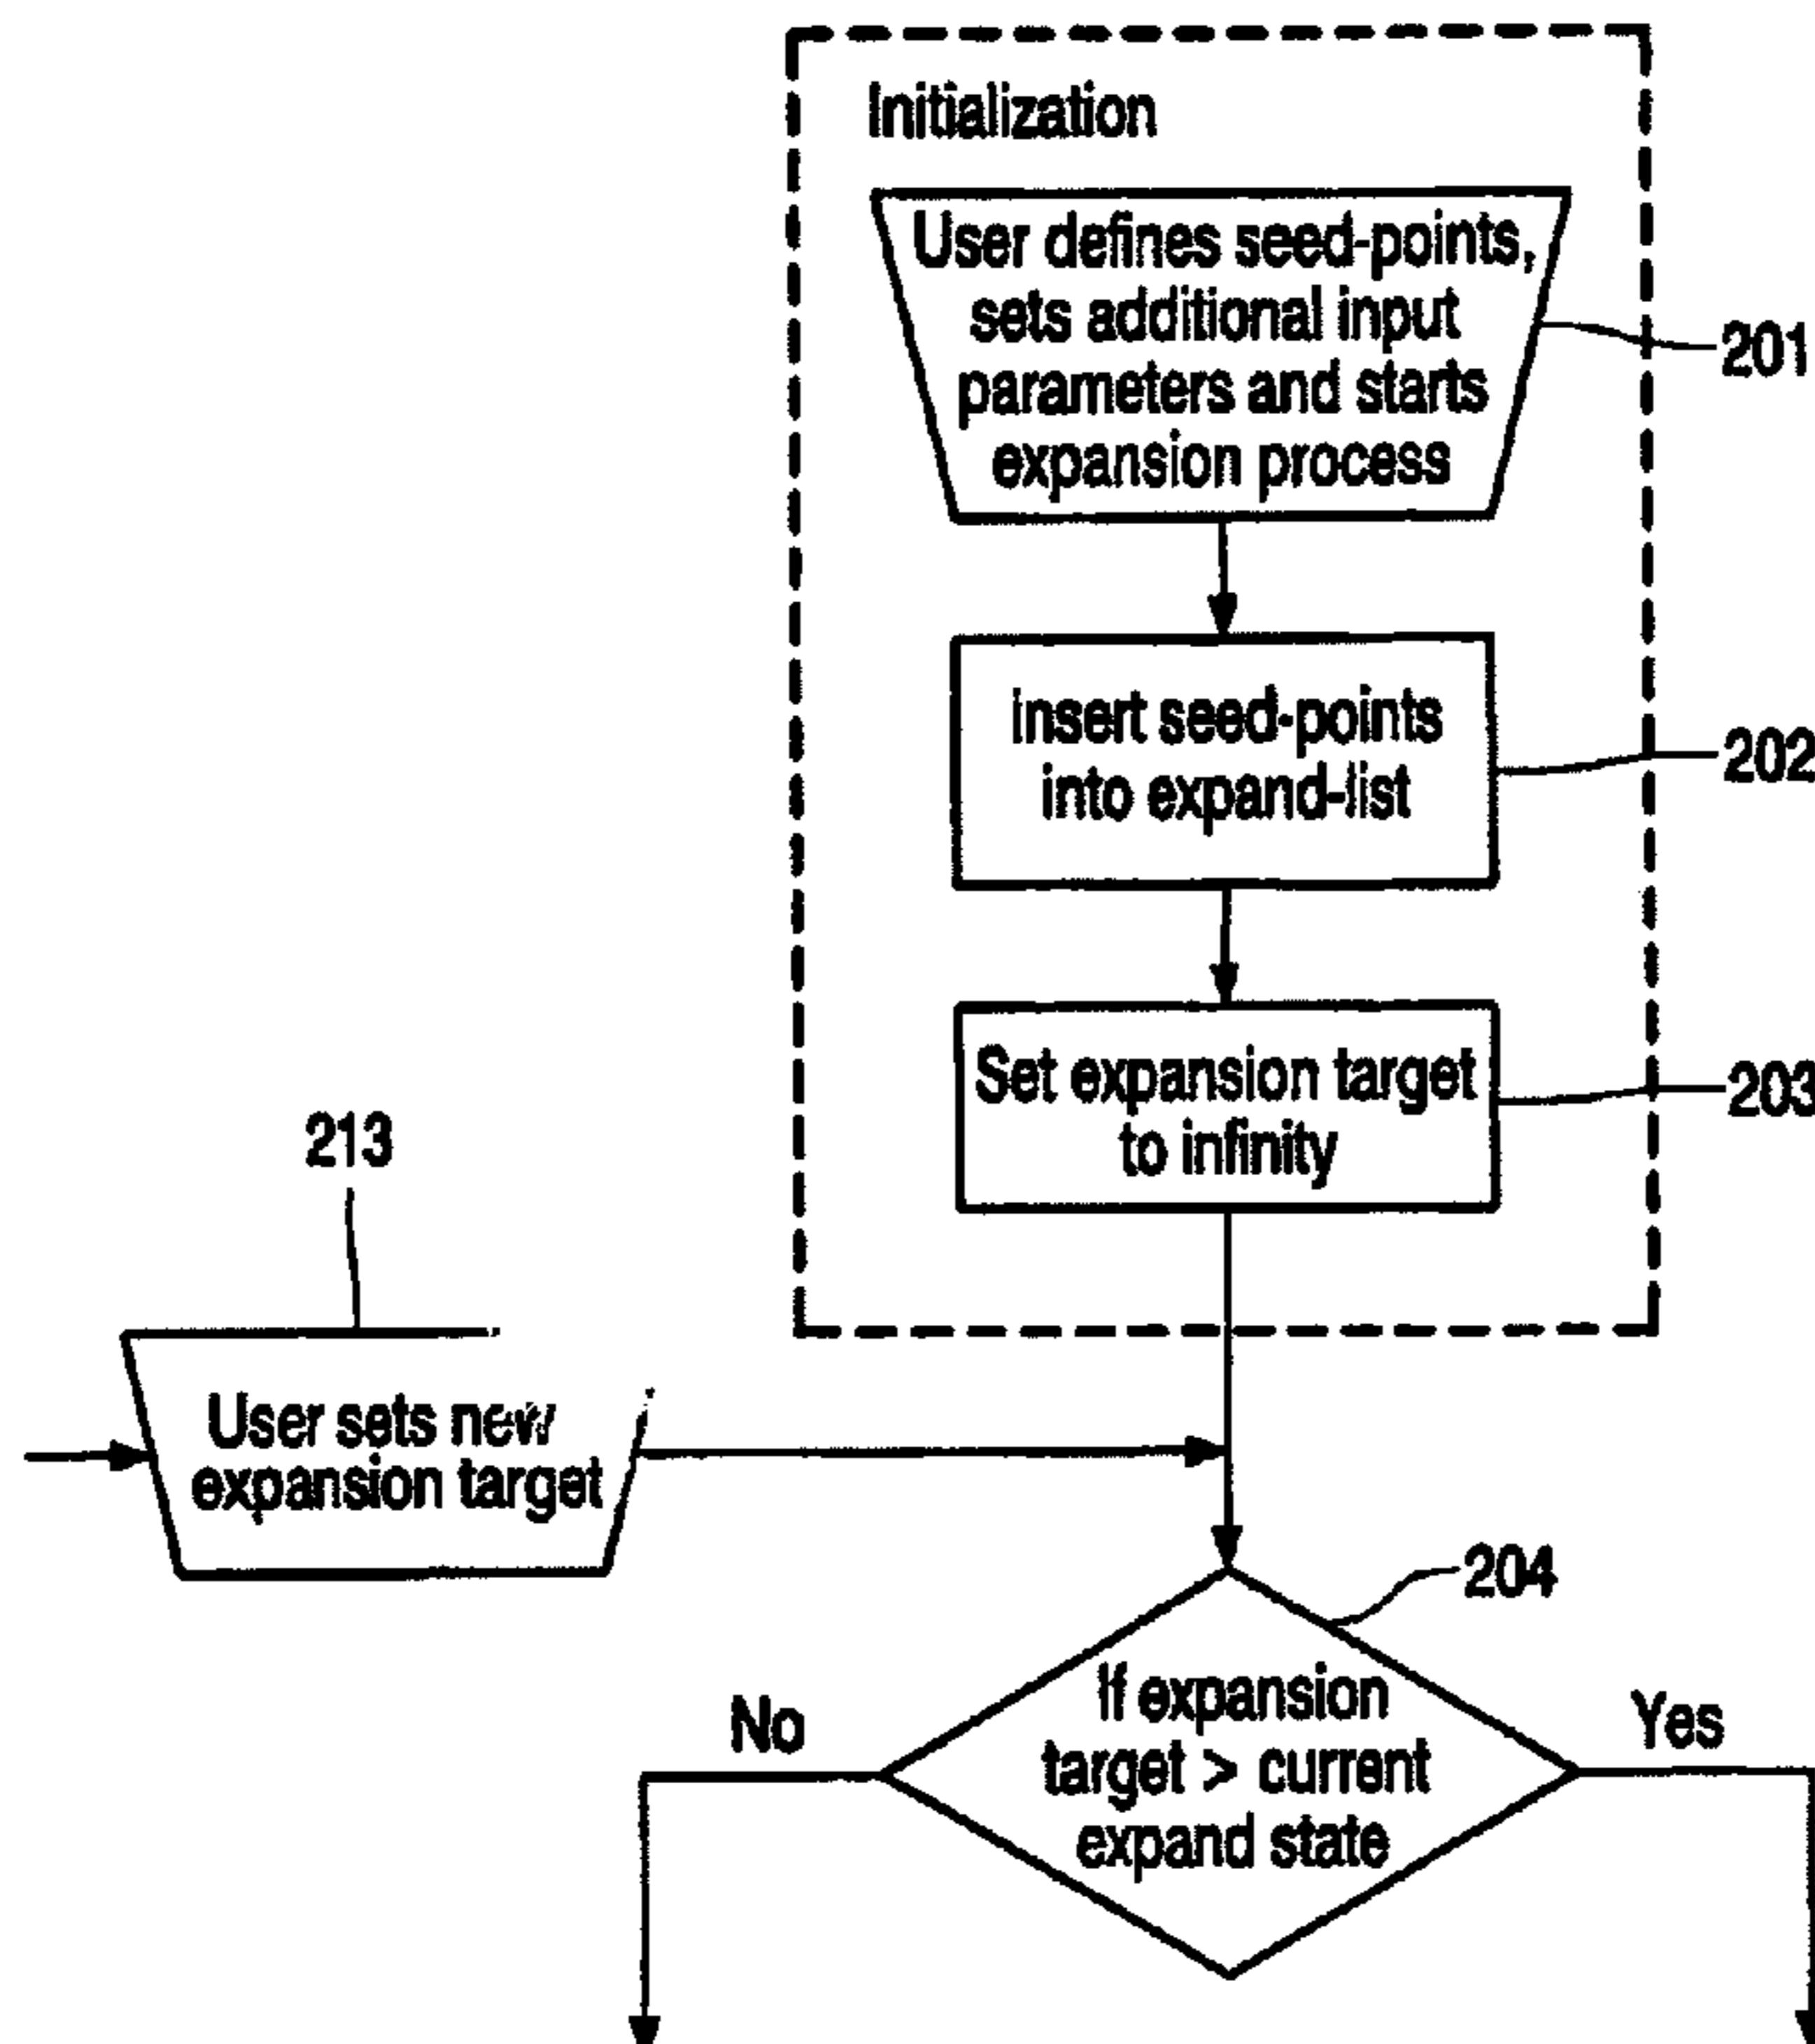 Initialization
User defines seed-points,
sets additional input
parameters and starts
expansion process
201
Insert seed-points
into expand-list
202
Set expansion target
to infinity
203
213
User sets new
expansion target
204
If expansion
target > current
expand state
No
Yes